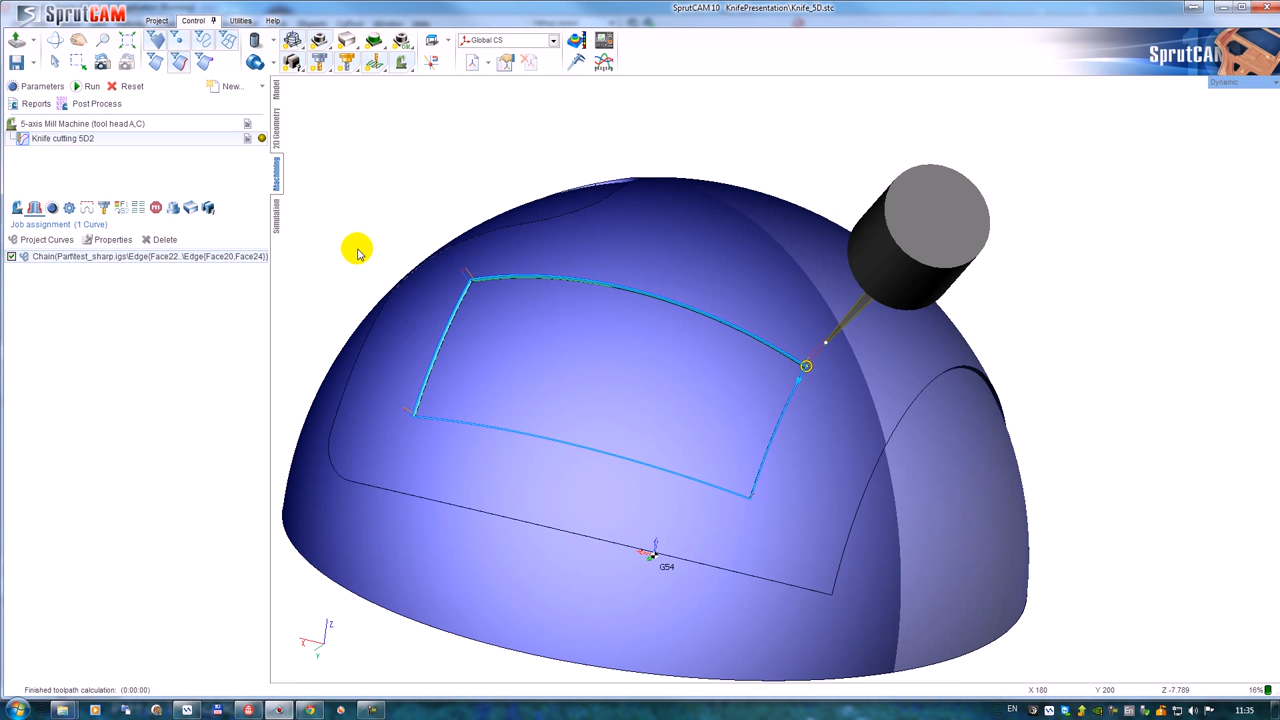 SprutCAM 10 KnifePresentation\Knife_5D.stc
SprutCAM
Project Control Utilities Help
Global CS
SprutCAM
Dynamic
Parameters Run Reset New...
Reports Post Process
5-axis Mill Machine (tool head A,C)
Knife cutting 5D2
Model
2D Geometry
Machining
Simulation
Job assignment (1 Curve)
Project Curves Properties Delete
Chain(Parfitest_sharp.igs\Edge{Face22..\Edge{Face20,Face24})
G54
Z
X
Y
Finished toolpath calculation: (0:00:00)
X 180 Y 200 Z -7.789 16%
EN 11:35